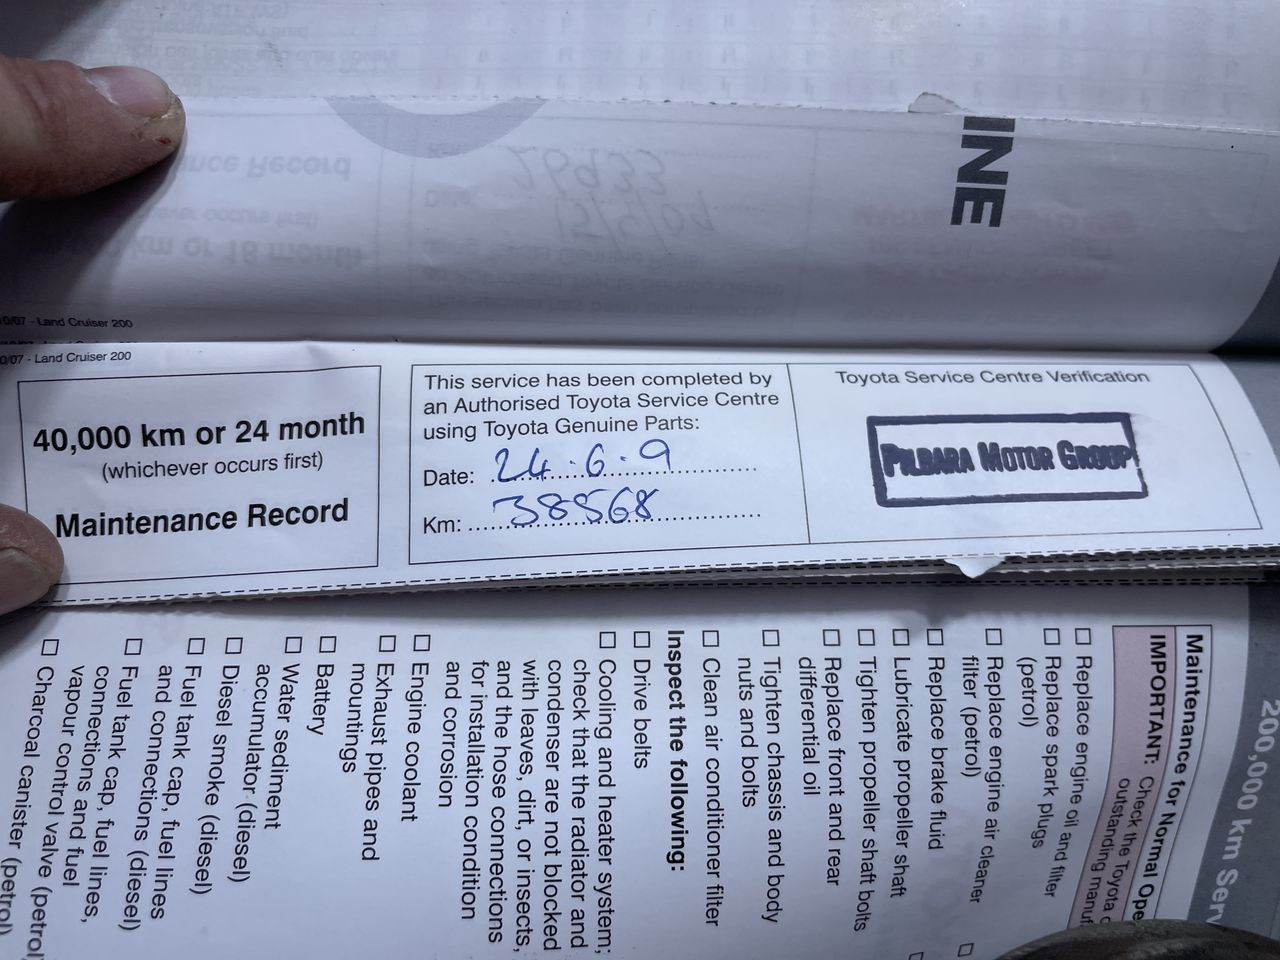 INE
10/07 - Land Cruiser 200
0/07 - Land Cruiser 200
40,000 km or 24 month
(whichever occurs first)
Maintenance Record
This service has been completed by
an Authorised Toyota Service Centre
using Toyota Genuine Parts:
Date: 24.6.9
Km: 38568
Toyota Service Centre Verification
PILBARA MOTOR GROUP
200,000 km Serv
Maintenance for Normal Ope
IMPORTANT: Check the Toyota
outstanding manuf
☐ Replace engine oil and filter
☐ Replace spark plugs
(petrol)
☐ Replace engine air cleaner
filter (petrol)
☐ Replace brake fluid
☐ Lubricate propeller shaft
☐ Tighten propeller shaft bolts
☐ Replace front and rear
differential oil
☐ Tighten chassis and body
nuts and bolts
☐ Clean air conditioner filter
Inspect the following:
☐ Drive belts
☐ Cooling and heater system;
check that the radiator and
condenser are not blocked
with leaves, dirt, or insects,
and the hose connections
for installation condition
and corrosion
☐ Engine coolant
☐ Exhaust pipes and
mountings
☐ Battery
☐ Water sediment
accumulator (diesel)
☐ Diesel smoke (diesel)
☐ Fuel tank cap, fuel lines
and connections (diesel)
☐ Fuel tank cap, fuel lines,
connections and fuel
vapour control valve (petrol)
☐ Charcoal canister (petrol)